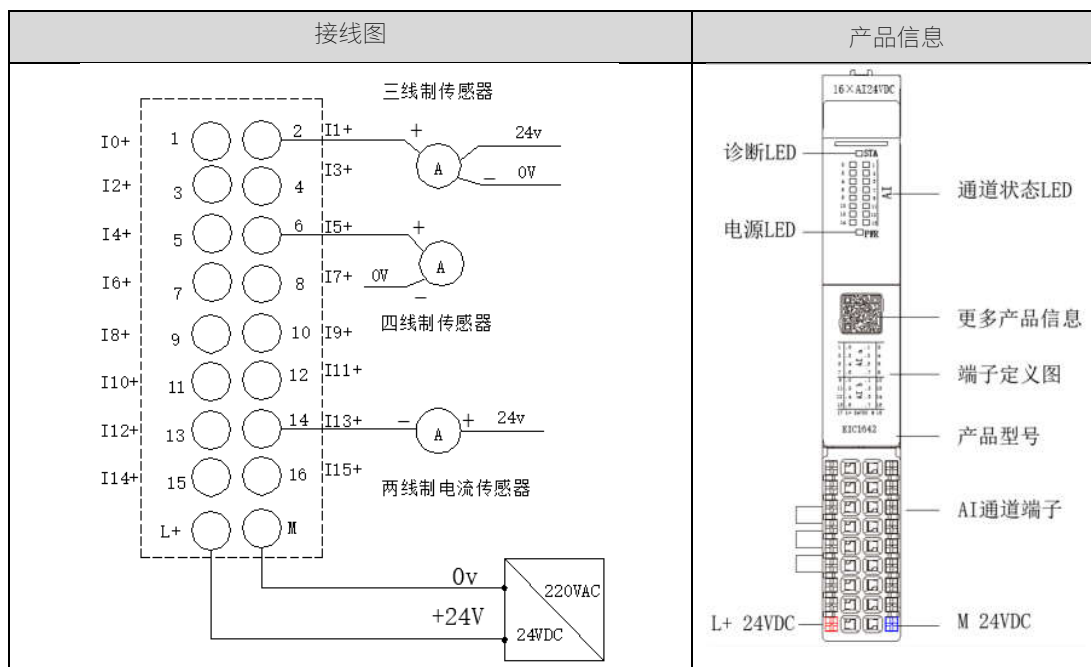 接线图
产品信息
三线制传感器
I0+ 1 2 I1+ + 24v
A
I3+ - 0V
I2+ 3 4
I4+ 5 6 I5+ +
A
I6+ 7 8 I7+ 0V
-
四线制传感器
I8+ 9 10 I9+
I10+ 11 12 I11+
I12+ 13 14 I13+ - A + 24v
I14+ 15 16 I15+
两线制电流传感器
L+ M
0v
220VAC
+24V
24VDC
16×AI24VDC
诊断LED STA
通道状态LED
AI
电源LED PWR
更多产品信息
端子定义图
EIC1642
产品型号
AI通道端子
L+ 24VDC
M 24VDC